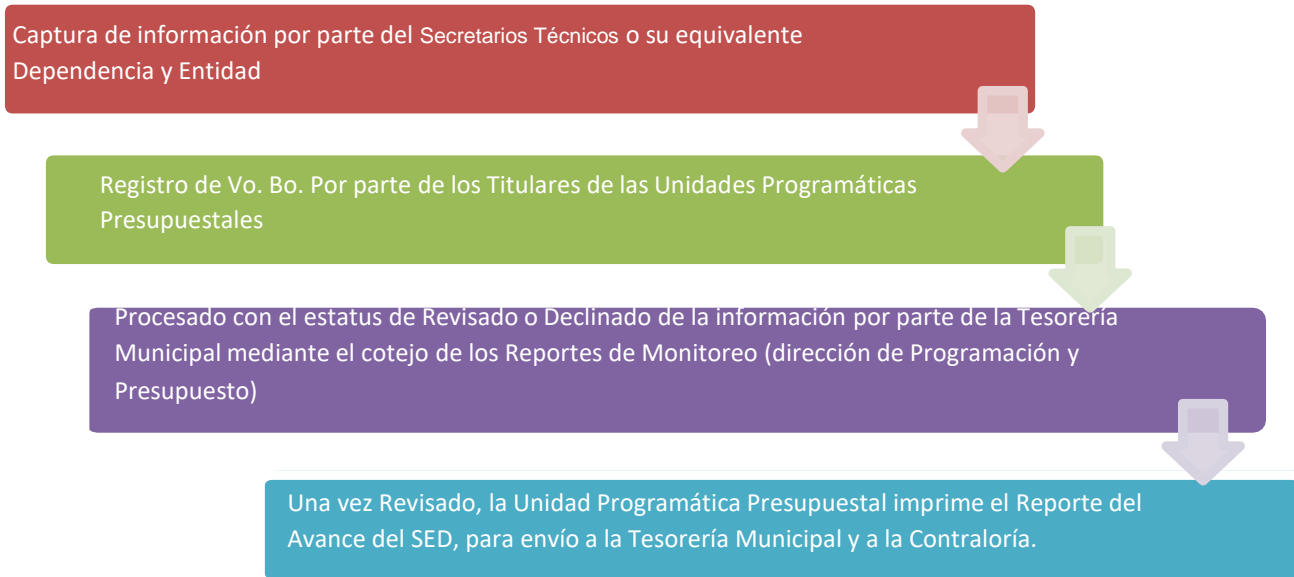 Captura de información por parte del Secretarios Técnicos o su equivalente
Dependencia y Entidad
Registro de Vo. Bo. Por parte de los Titulares de las Unidades Programáticas
Presupuestales
Procesado con el estatus de Revisado o Declinado de la información por parte de la Tesorería
Municipal mediante el cotejo de los Reportes de Monitoreo (dirección de Programación y
Presupuesto)
Una vez Revisado, la Unidad Programática Presupuestal imprime el Reporte del
Avance del SED, para envío a la Tesorería Municipal y a la Contraloría.